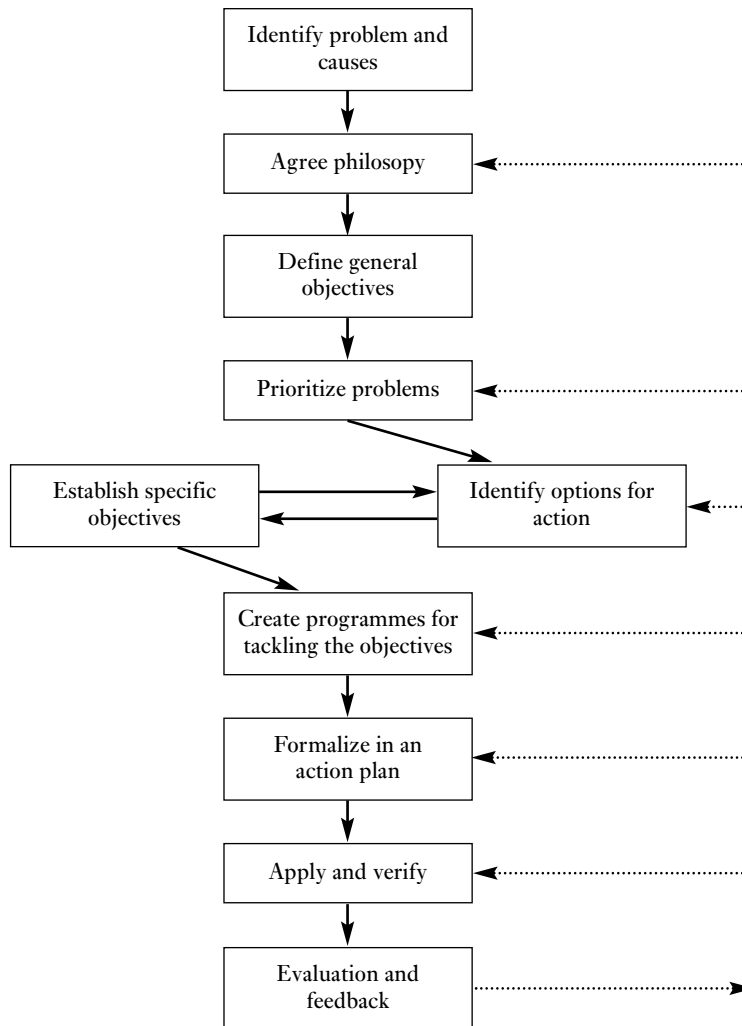 Identify problem and
causes
Agree philosopy
Define general
objectives
Prioritize problems
Establish specific
objectives
Identify options for
action
Create programmes for
tackling the objectives
Formalize in an
action plan
Apply and verify
Evaluation and
feedback